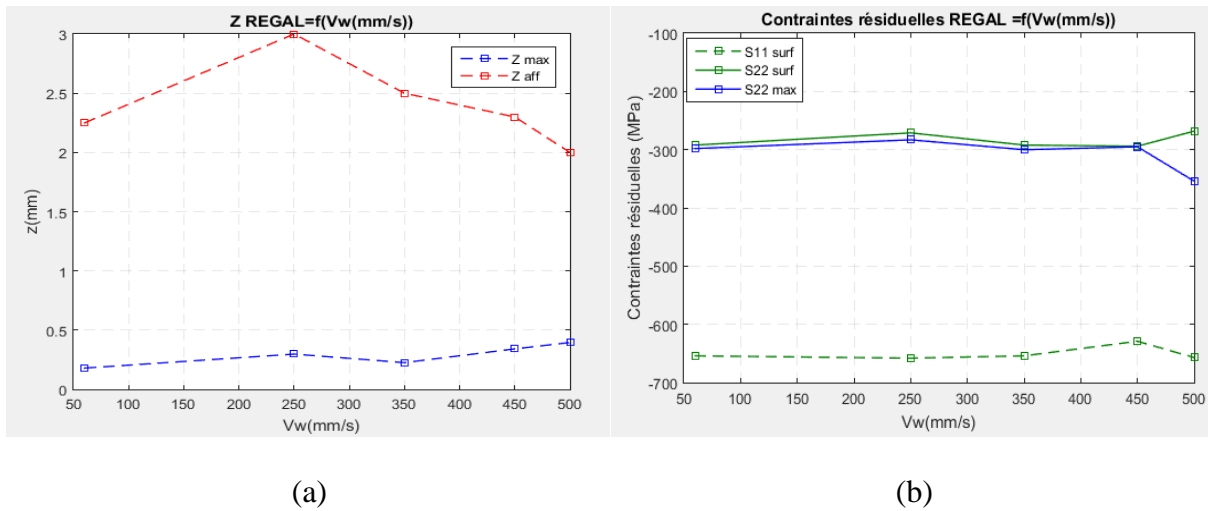 Z REGAL=f(Vw(mm/s))
Z max
Z aff
z(mm)
3
2.5
2
1.5
1
0.5
0
50 100 150 200 250 300 350 400 450 500
Vw(mm/s)
(a)
Contraintes résiduelles REGAL =f(Vw(mm/s))
S11 surf
S22 surf
S22 max
Contraintes résiduelles (MPa)
-100
-200
-300
-400
-500
-600
-700
50 100 150 200 250 300 350 400 450 500
Vw(mm/s)
(b)